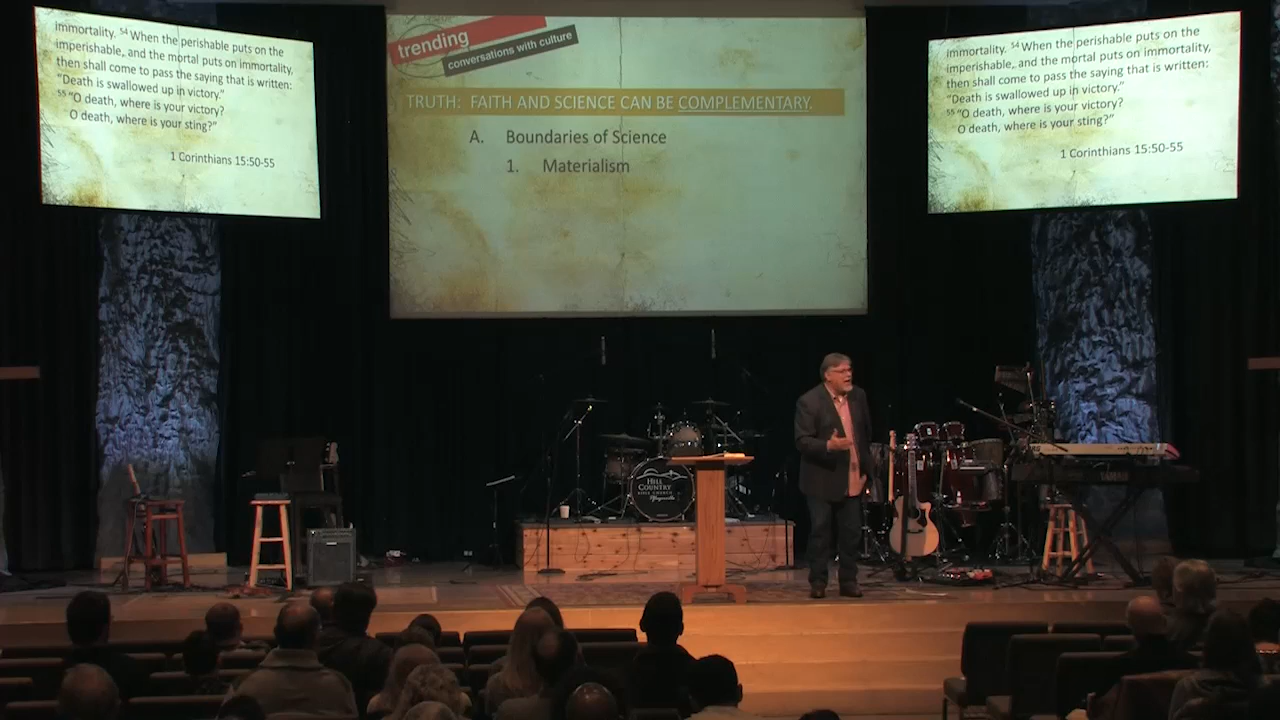 immortality. ⁵⁴ When the perishable puts on the
imperishable, and the mortal puts on immortality,
then shall come to pass the saying that is written:
"Death is swallowed up in victory."
⁵⁵ "O death, where is your victory?
O death, where is your sting?"
1 Corinthians 15:50-55
trending
conversations with culture
TRUTH: FAITH AND SCIENCE CAN BE COMPLEMENTARY.
A. Boundaries of Science
1. Materialism
immortality. ⁵⁴ When the perishable puts on the
imperishable, and the mortal puts on immortality,
then shall come to pass the saying that is written:
"Death is swallowed up in victory."
⁵⁵ "O death, where is your victory?
O death, where is your sting?"
1 Corinthians 15:50-55
HILL
COUNTRY
BIBLE CHURCH
YAMAHA